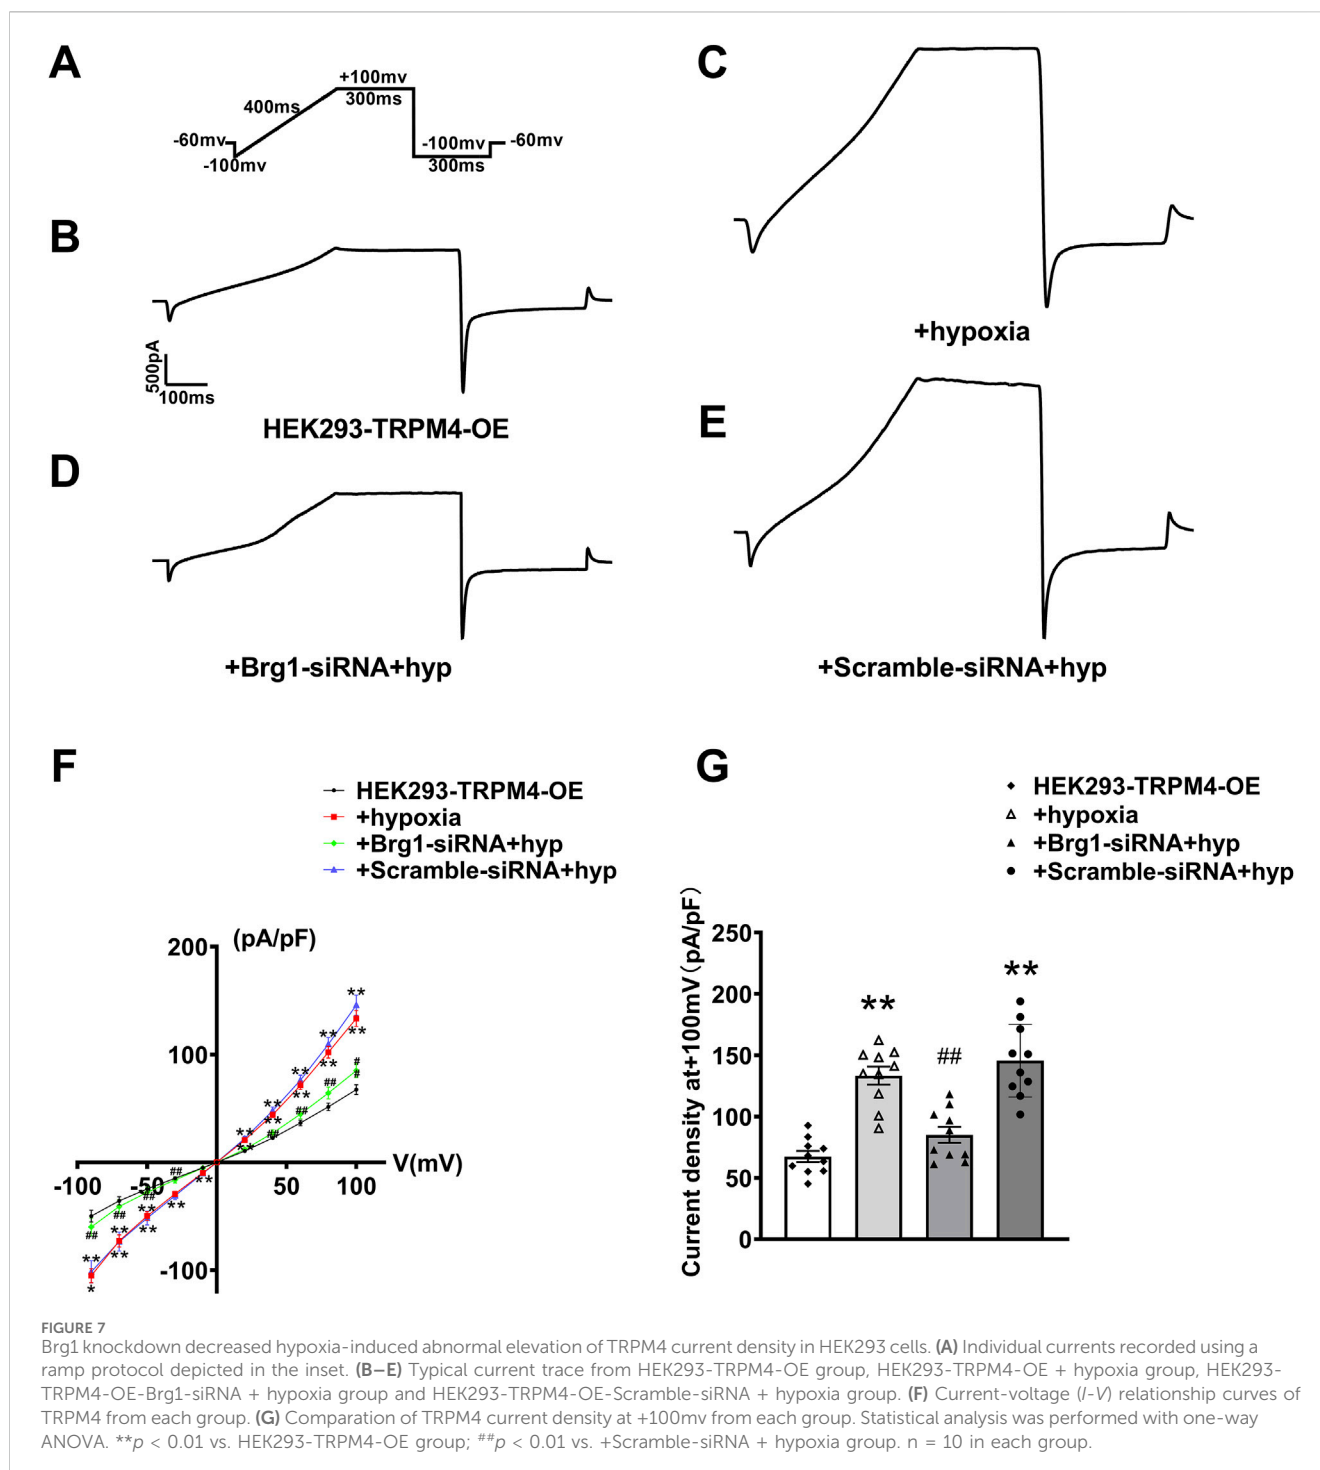 A
+100mv
400ms
300ms
-60mv
-100mv
-100mv
300ms
-60mv
B
500pA
100ms
HEK293-TRPM4-OE
C
+hypoxia
D
+Brg1-siRNA+hyp
E
+Scramble-siRNA+hyp
F
HEK293-TRPM4-OE
+hypoxia
+Brg1-siRNA+hyp
+Scramble-siRNA+hyp
(pA/pF)
200
100
-100
-100
-50
50
100
V(mV)
**
**
**
**
**
**
**
**
**
**
#
#
##
##
##
##
##
##
##
**
**
**
**
**
**
**
**
*
G
HEK293-TRPM4-OE
+hypoxia
+Brg1-siRNA+hyp
+Scramble-siRNA+hyp
Current density at+100mV(pA/pF)
250
200
150
100
50
0
**
##
**
FIGURE 7
Brg1 knockdown decreased hypoxia-induced abnormal elevation of TRPM4 current density in HEK293 cells. (A) Individual currents recorded using a
ramp protocol depicted in the inset. (B–E) Typical current trace from HEK293-TRPM4-OE group, HEK293-TRPM4-OE + hypoxia group, HEK293-
TRPM4-OE-Brg1-siRNA + hypoxia group and HEK293-TRPM4-OE-Scramble-siRNA + hypoxia group. (F) Current-voltage (I-V) relationship curves of
TRPM4 from each group. (G) Comparation of TRPM4 current density at +100mv from each group. Statistical analysis was performed with one-way
ANOVA. **p < 0.01 vs. HEK293-TRPM4-OE group; ##p < 0.01 vs. +Scramble-siRNA + hypoxia group. n = 10 in each group.